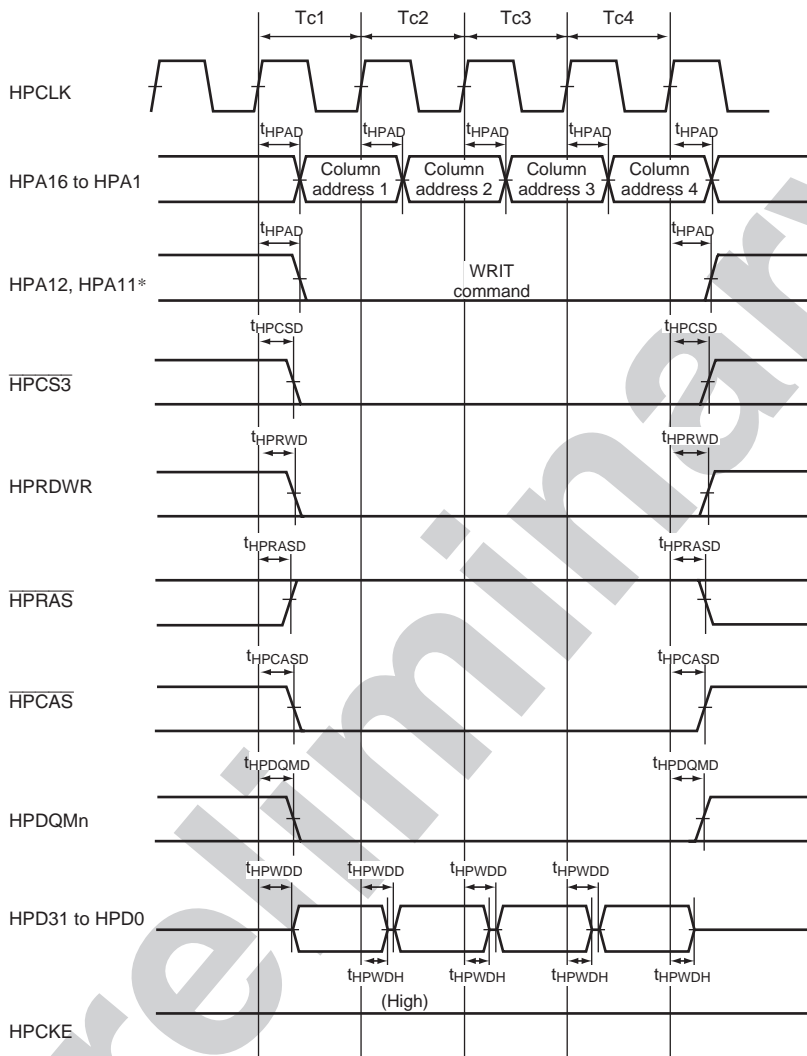 Tc1 Tc2 Tc3 Tc4
HPCLK
tHPAD tHPAD tHPAD tHPAD tHPAD
HPA16 to HPA1
Column address 1
Column address 2
Column address 3
Column address 4
tHPAD tHPAD
HPA12, HPA11*
WRIT
command
tHPCSD tHPCSD
HPCS3
tHPRWD tHPRWD
HPRDWR
tHPRASD tHPRASD
HPRAS
tHPCASD tHPCASD
HPCAS
tHPDQMD tHPDQMD
HPDQMn
tHPWDD tHPWDD tHPWDD tHPWDD
HPD31 to HPD0
tHPWDH tHPWDH tHPWDH tHPWDH
(High)
HPCKE
reliminary